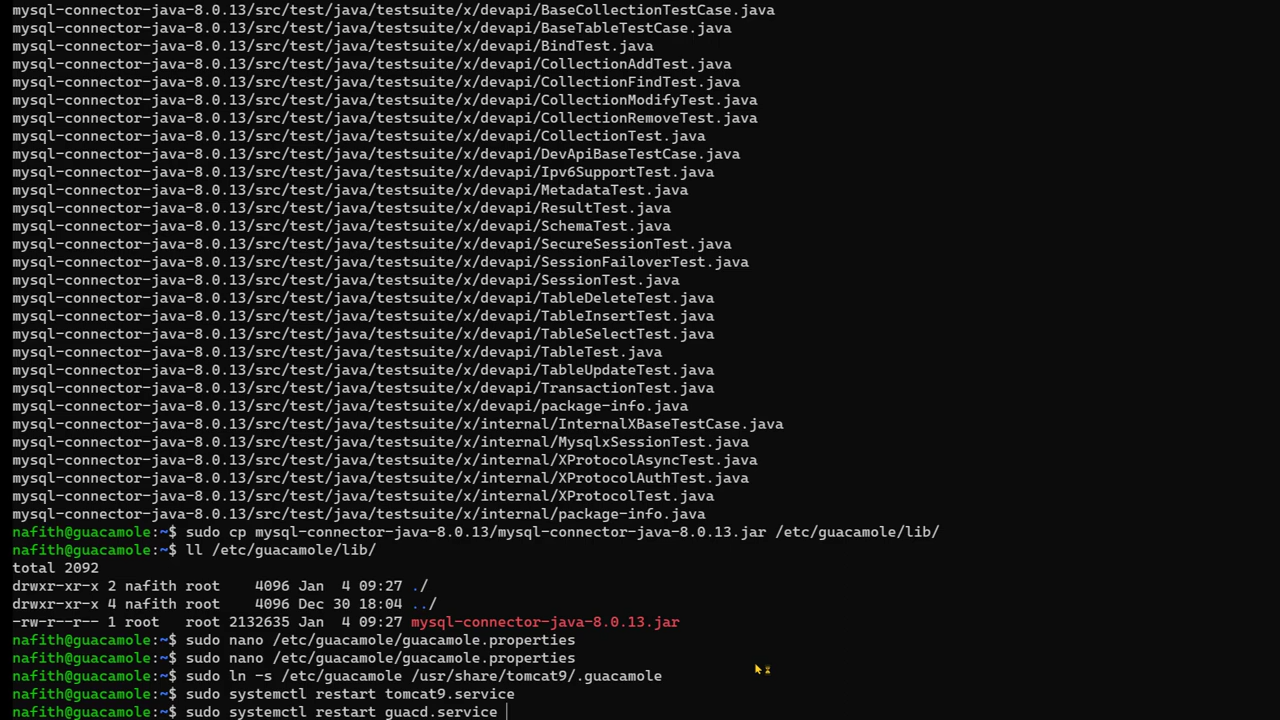 mysql-connector-java-8.0.13/src/test/java/testsuite/x/devapi/BaseCollectionTestCase.java
mysql-connector-java-8.0.13/src/test/java/testsuite/x/devapi/BaseTableTestCase.java
mysql-connector-java-8.0.13/src/test/java/testsuite/x/devapi/BindTest.java
mysql-connector-java-8.0.13/src/test/java/testsuite/x/devapi/CollectionAddTest.java
mysql-connector-java-8.0.13/src/test/java/testsuite/x/devapi/CollectionFindTest.java
mysql-connector-java-8.0.13/src/test/java/testsuite/x/devapi/CollectionModifyTest.java
mysql-connector-java-8.0.13/src/test/java/testsuite/x/devapi/CollectionRemoveTest.java
mysql-connector-java-8.0.13/src/test/java/testsuite/x/devapi/CollectionTest.java
mysql-connector-java-8.0.13/src/test/java/testsuite/x/devapi/DevApiBaseTestCase.java
mysql-connector-java-8.0.13/src/test/java/testsuite/x/devapi/Ipv6SupportTest.java
mysql-connector-java-8.0.13/src/test/java/testsuite/x/devapi/MetadataTest.java
mysql-connector-java-8.0.13/src/test/java/testsuite/x/devapi/ResultTest.java
mysql-connector-java-8.0.13/src/test/java/testsuite/x/devapi/SchemaTest.java
mysql-connector-java-8.0.13/src/test/java/testsuite/x/devapi/SecureSessionTest.java
mysql-connector-java-8.0.13/src/test/java/testsuite/x/devapi/SessionFailoverTest.java
mysql-connector-java-8.0.13/src/test/java/testsuite/x/devapi/SessionTest.java
mysql-connector-java-8.0.13/src/test/java/testsuite/x/devapi/TableDeleteTest.java
mysql-connector-java-8.0.13/src/test/java/testsuite/x/devapi/TableInsertTest.java
mysql-connector-java-8.0.13/src/test/java/testsuite/x/devapi/TableSelectTest.java
mysql-connector-java-8.0.13/src/test/java/testsuite/x/devapi/TableTest.java
mysql-connector-java-8.0.13/src/test/java/testsuite/x/devapi/TableUpdateTest.java
mysql-connector-java-8.0.13/src/test/java/testsuite/x/devapi/TransactionTest.java
mysql-connector-java-8.0.13/src/test/java/testsuite/x/devapi/package-info.java
mysql-connector-java-8.0.13/src/test/java/testsuite/x/internal/InternalXBaseTestCase.java
mysql-connector-java-8.0.13/src/test/java/testsuite/x/internal/MysqlxSessionTest.java
mysql-connector-java-8.0.13/src/test/java/testsuite/x/internal/XProtocolAsyncTest.java
mysql-connector-java-8.0.13/src/test/java/testsuite/x/internal/XProtocolAuthTest.java
mysql-connector-java-8.0.13/src/test/java/testsuite/x/internal/XProtocolTest.java
mysql-connector-java-8.0.13/src/test/java/testsuite/x/internal/package-info.java
nafith@guacamole:~$ sudo cp mysql-connector-java-8.0.13/mysql-connector-java-8.0.13.jar /etc/guacamole/lib/
nafith@guacamole:~$ ll /etc/guacamole/lib/
total 2092
drwxr-xr-x 2 nafith root    4096 Jan  4 09:27 ./
drwxr-xr-x 4 nafith root    4096 Dec 30 18:04 ../
-rw-r--r-- 1 root   root 2132635 Jan  4 09:27 mysql-connector-java-8.0.13.jar
nafith@guacamole:~$ sudo nano /etc/guacamole/guacamole.properties
nafith@guacamole:~$ sudo nano /etc/guacamole/guacamole.properties
nafith@guacamole:~$ sudo ln -s /etc/guacamole /usr/share/tomcat9/.guacamole
nafith@guacamole:~$ sudo systemctl restart tomcat9.service
nafith@guacamole:~$ sudo systemctl restart guacd.service